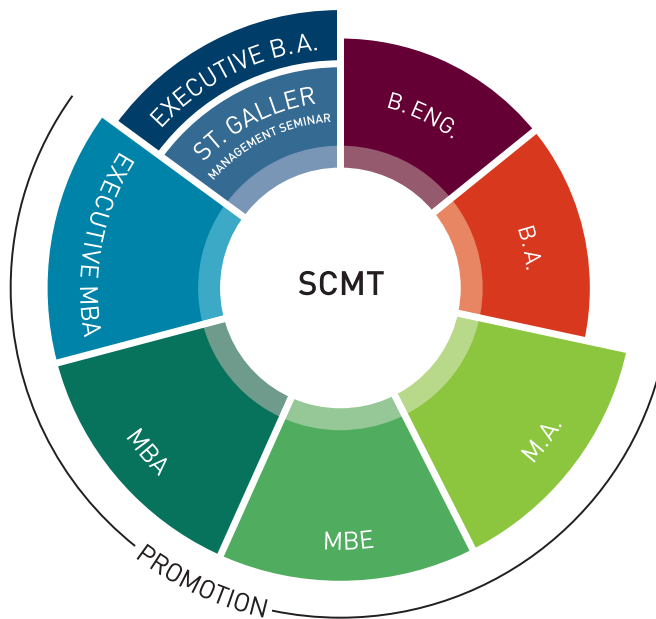 EXECUTIVE B.A.
ST. GALLER
MANAGEMENT SEMINAR
B. ENG.
B.A.
EXECUTIVE MBA
SCMT
M.A.
MBA
MBE
PROMOTION